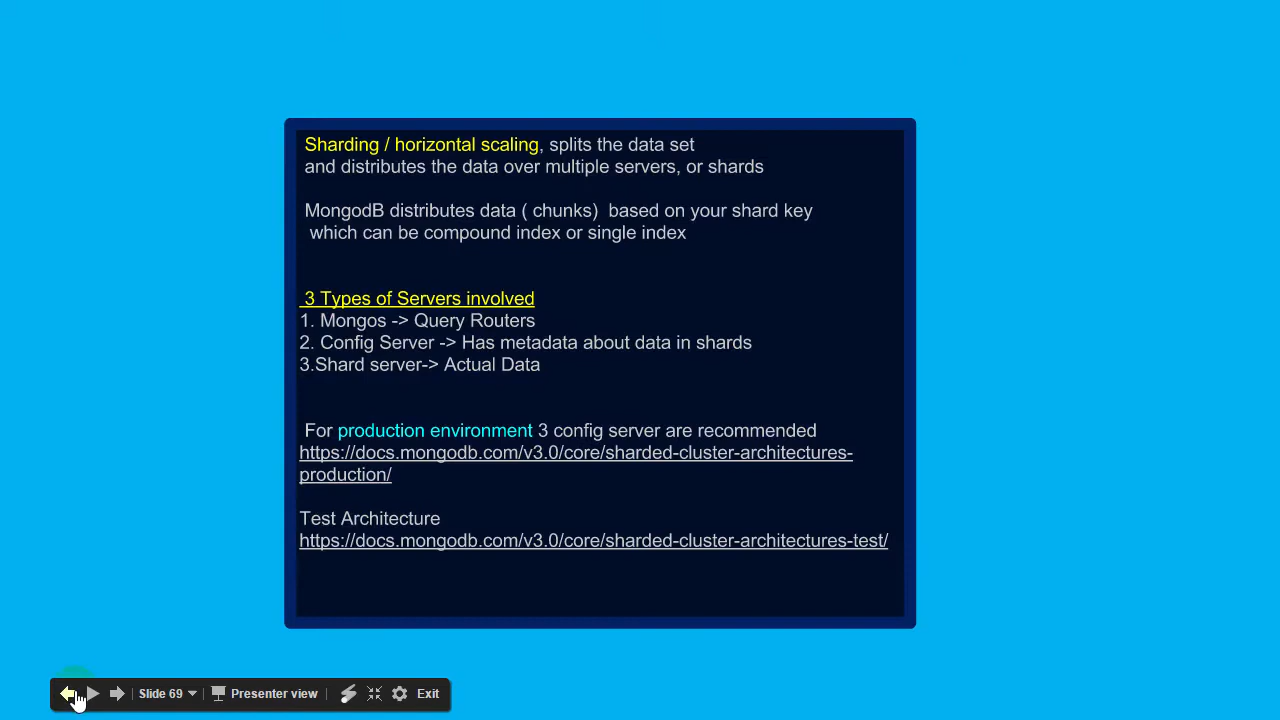 Sharding / horizontal scaling, splits the data set
and distributes the data over multiple servers, or shards
MongodB distributes data ( chunks)  based on your shard key
which can be compound index or single index
3 Types of Servers involved
1. Mongos -> Query Routers
2. Config Server -> Has metadata about data in shards
3.Shard server-> Actual Data
For production environment 3 config server are recommended
https://docs.mongodb.com/v3.0/core/sharded-cluster-architectures-
production/
Test Architecture
https://docs.mongodb.com/v3.0/core/sharded-cluster-architectures-test/
Slide 69 Presenter view Exit